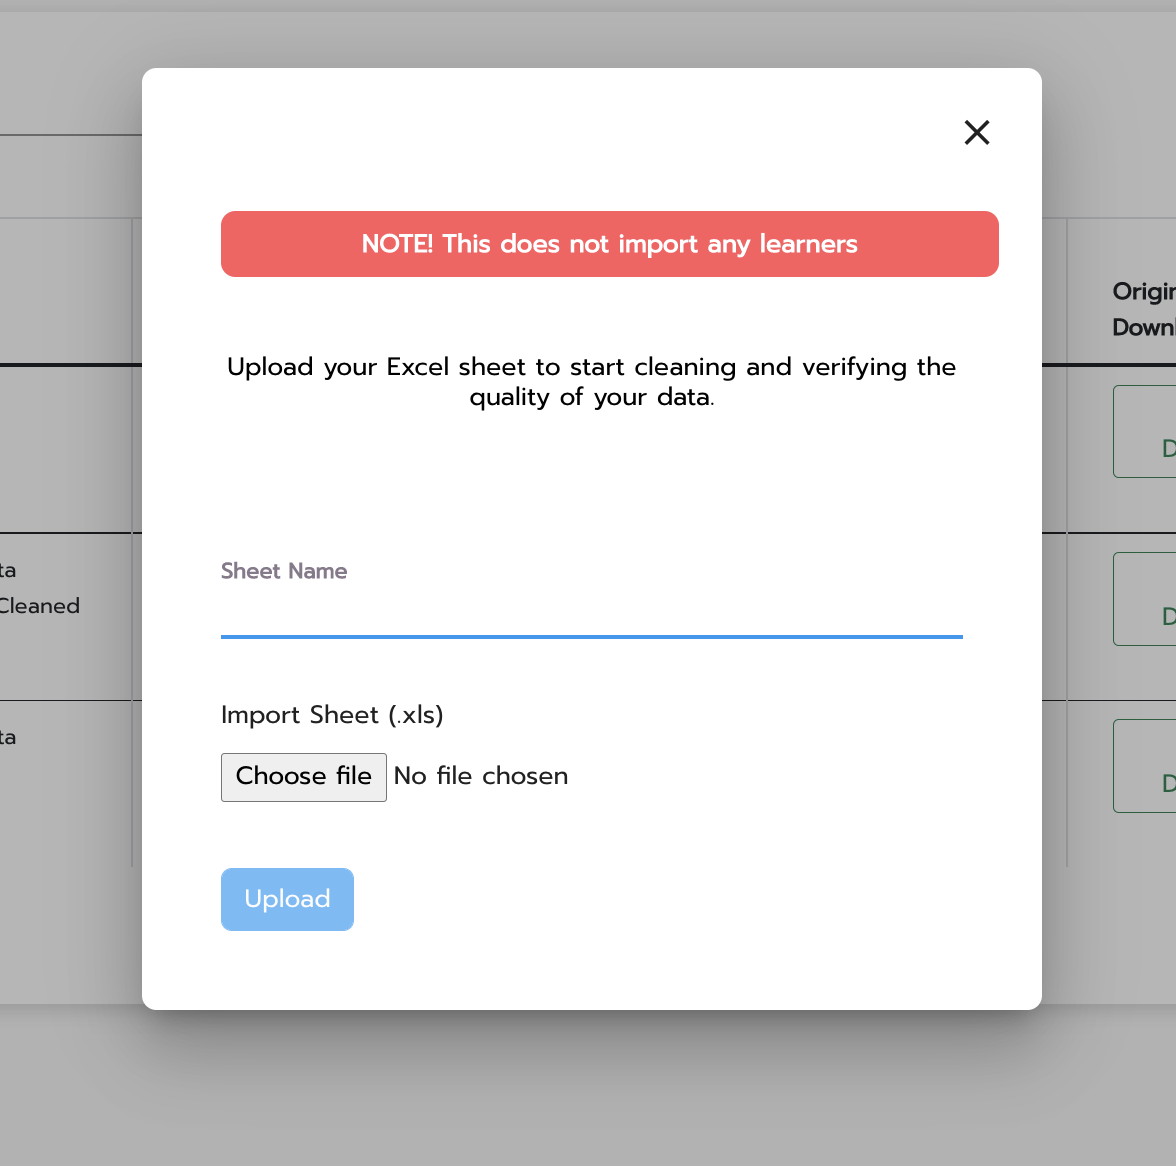 NOTE! This does not import any learners
Origin
Down
Upload your Excel sheet to start cleaning and verifying the
quality of your data.
D
Sheet Name
ta
Cleaned
D
Import Sheet (.xls)
ta
Choose file No file chosen
D
Upload